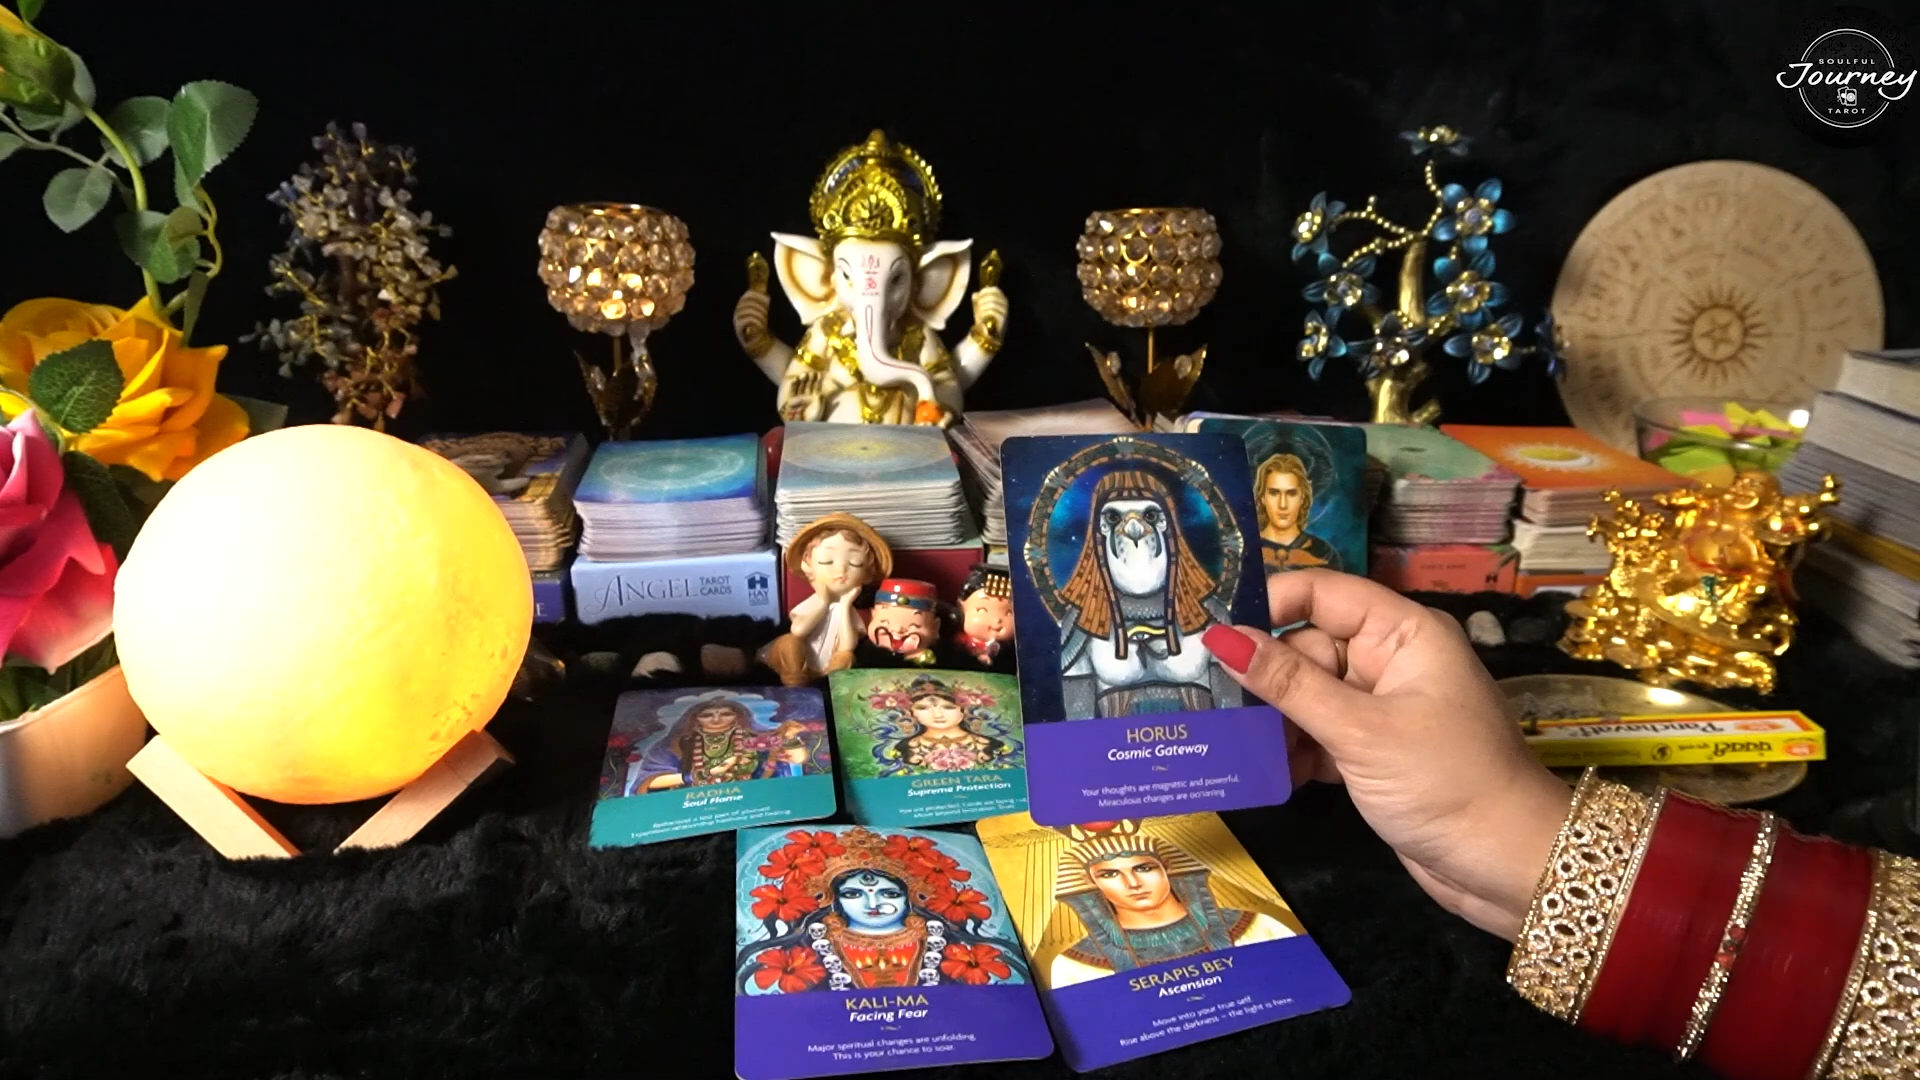 SOULFUL
Journey
TAROT
ANGEL TAROT
CARDS
HAY
HOUSE
Panchavati
HORUS
Cosmic Gateway
Your thoughts are magnetic and powerful.
Miraculous changes are occurring.
RADHA
Soul Flame
GREEN TARA
Supreme Protection
KALI-MA
Facing Fear
Major spiritual changes are unfolding.
This is your chance to soar.
SERAPIS BEY
Ascension
Move into your true self.
Rise above the darkness – the light is here.